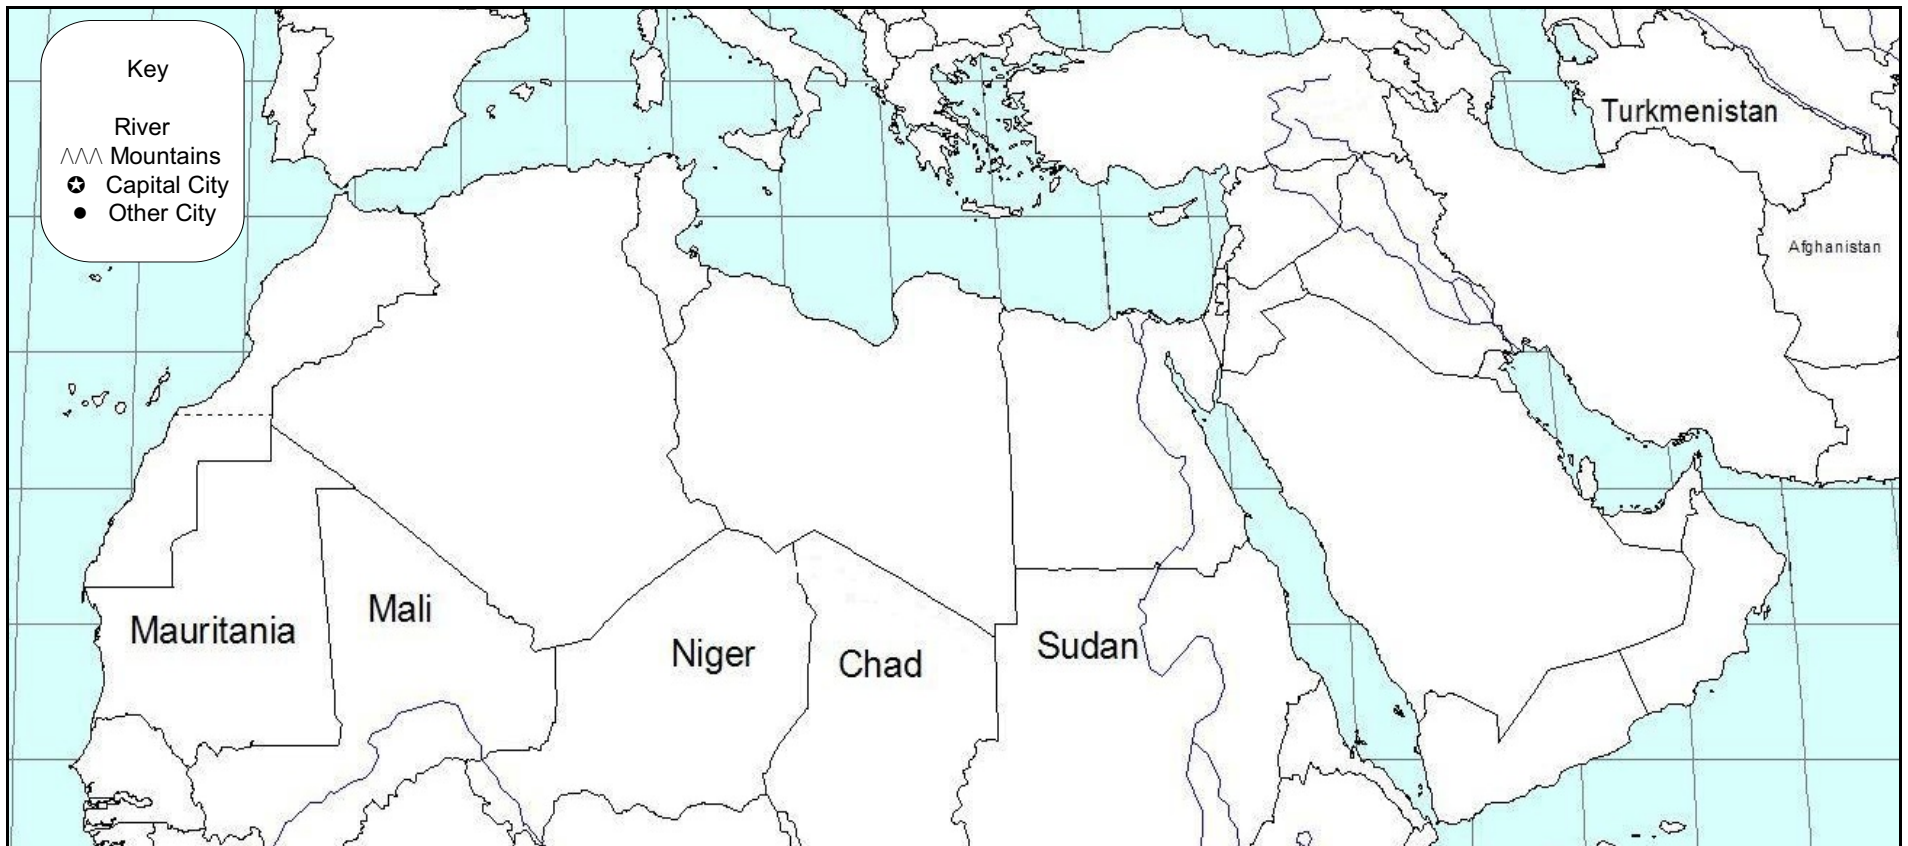 Key
River
Mountains
Capital City
Other City
Turkmenistan
Afghanistan
Mali
Mauritania
Niger
Chad
Sudan